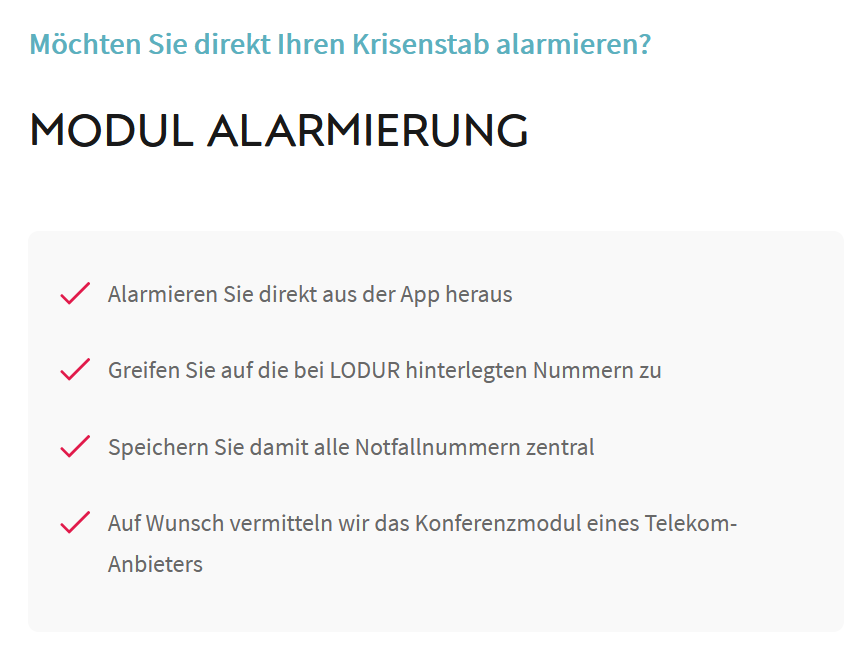 Möchten Sie direkt Ihren Krisenstab alarmieren?
MODUL ALARMIERUNG
Alarmieren Sie direkt aus der App heraus
Greifen Sie auf die bei LODUR hinterlegten Nummern zu
Speichern Sie damit alle Notfallnummern zentral
Auf Wunsch vermitteln wir das Konferenzmodul eines Telekom-
Anbieters